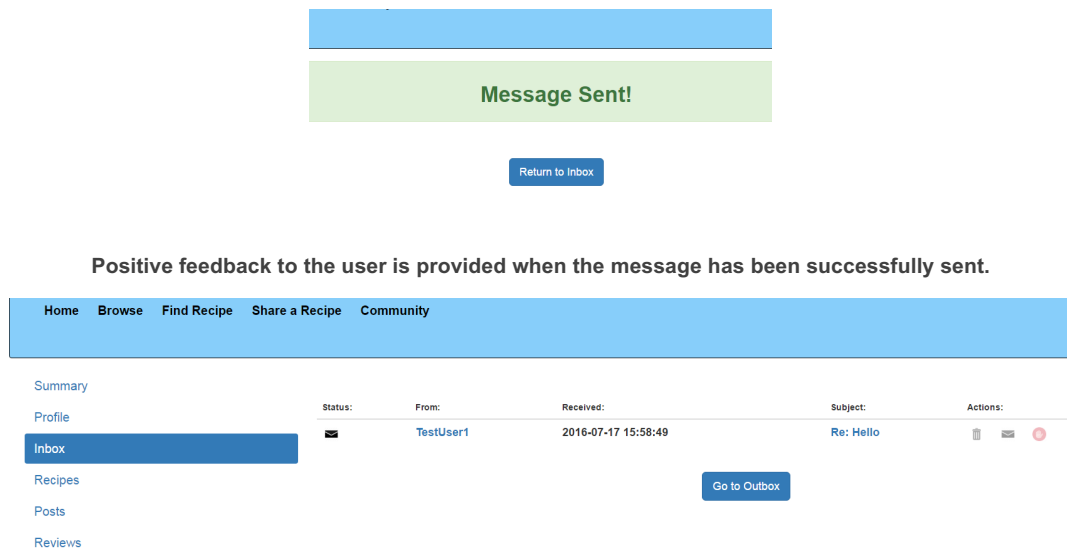 Message Sent!
Return to Inbox
Positive feedback to the user is provided when the message has been successfully sent.
Home Browse Find Recipe Share a Recipe Community
Summary
Profile
Inbox
Recipes
Posts
Reviews
Status: From: Received: Subject: Actions:
TestUser1 2016-07-17 15:58:49 Re: Hello
Go to Outbox